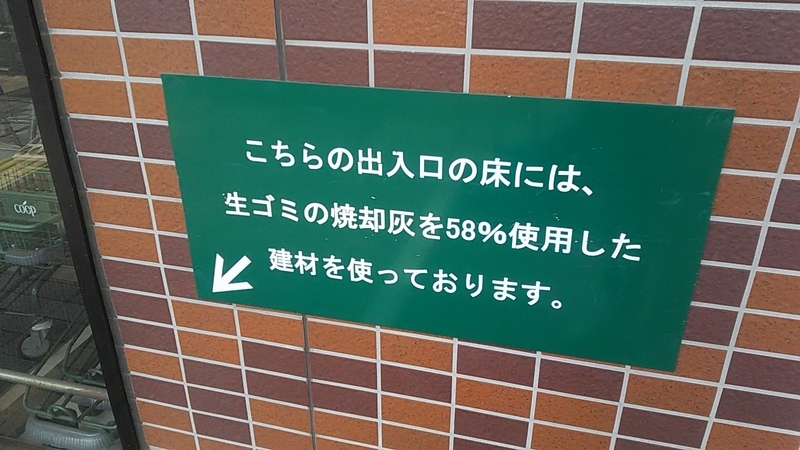 こちらの出入口の床には、
生ゴミの焼却灰を58%使用した
建材を使っております。
coop